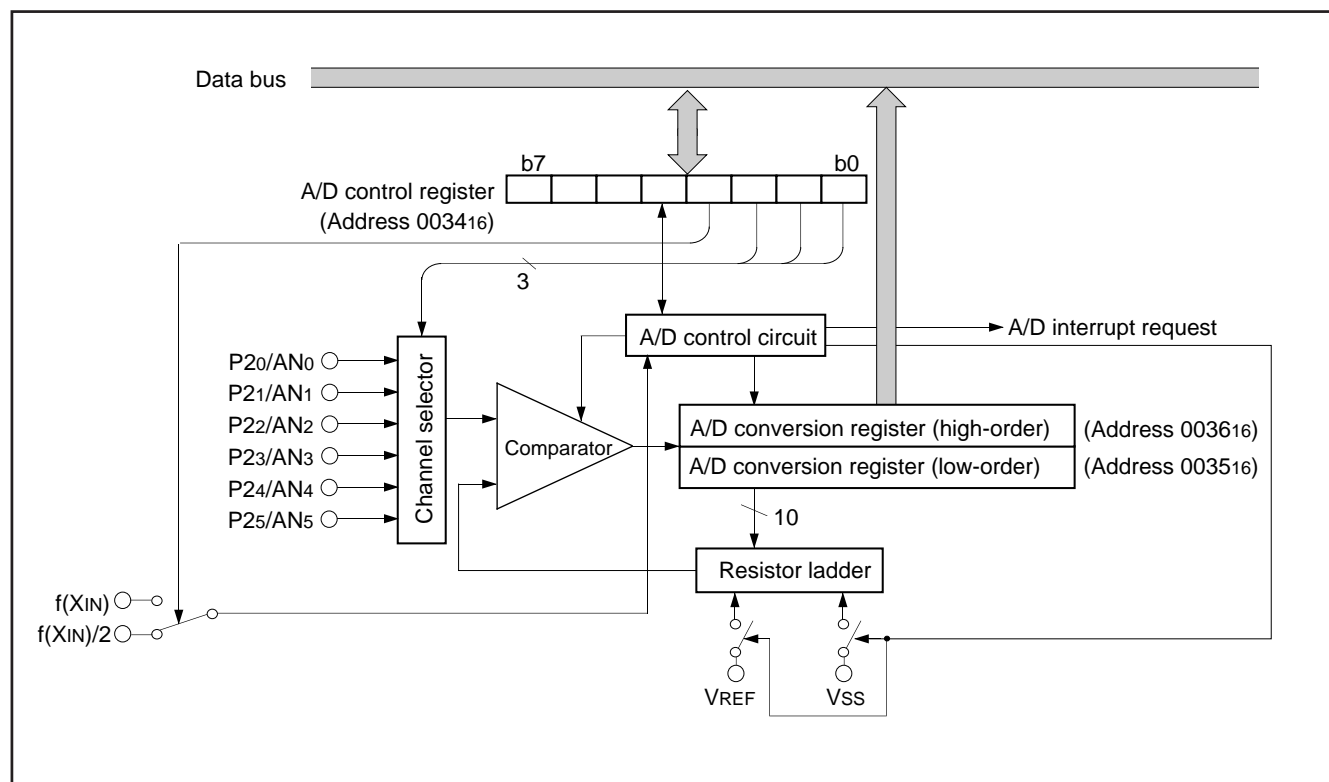 Data bus
b7
b0
A/D control register
(Address 003416)
3
A/D control circuit
A/D interrupt request
P20/AN0
P21/AN1
P22/AN2
P23/AN3
P24/AN4
P25/AN5
Channel selector
Comparator
A/D conversion register (high-order)
(Address 003616)
A/D conversion register (low-order)
(Address 003516)
10
Resistor ladder
f(XIN)
f(XIN)/2
VREF
VSS